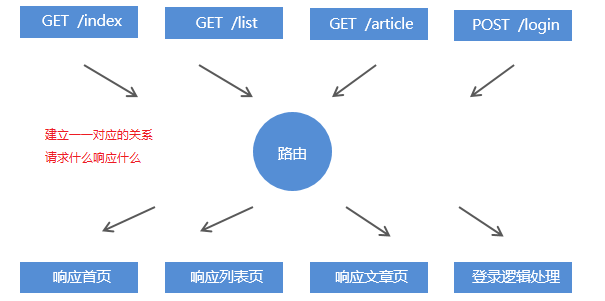 GET /index
GET /list
GET /article
POST /login
建立一一对应的关系
请求什么响应什么
路由
响应首页
响应列表页
响应文章页
登录逻辑处理